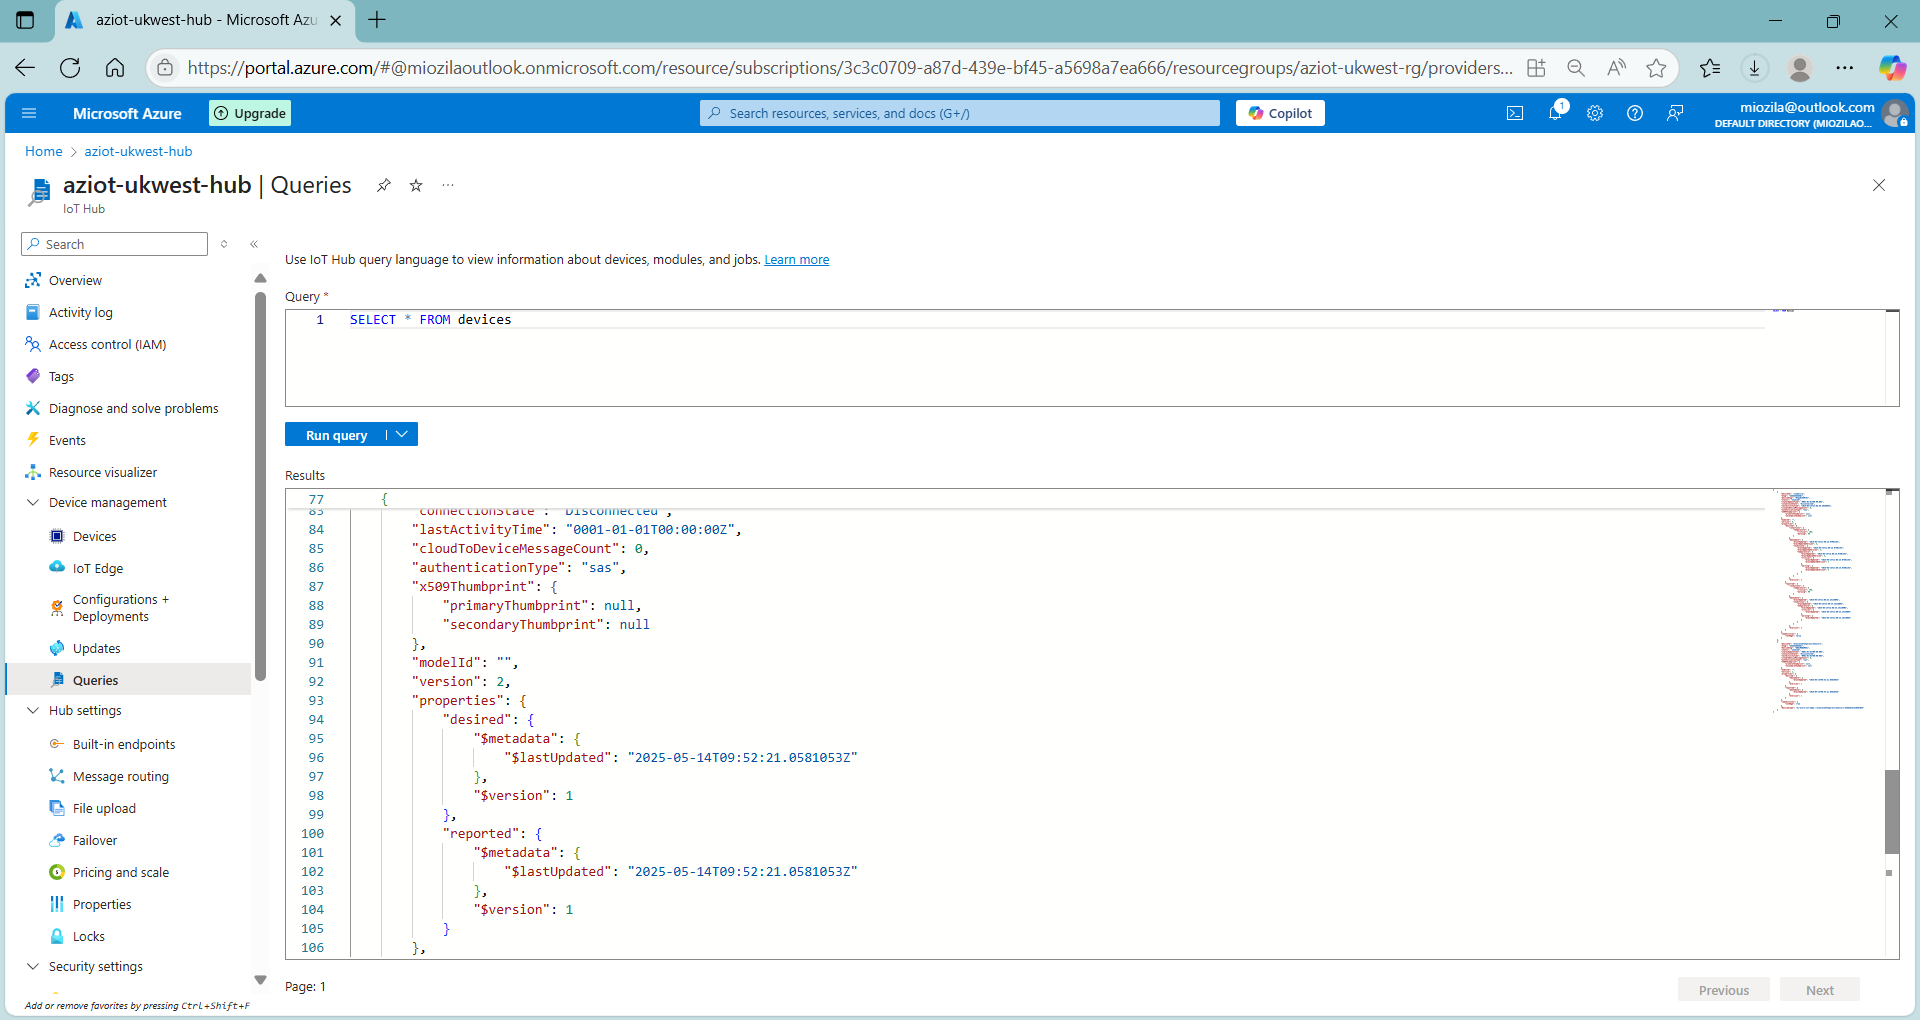 aziot-ukwest-hub - Microsoft Azu
https://portal.azure.com/#@miozilaoutlook.onmicrosoft.com/resource/subscriptions/3c3c0709-a87d-439e-bf45-a5698a7ea666/resourcegroups/aziot-ukwest-rg/providers...
Microsoft Azure
Upgrade
Search resources, services, and docs (G+/)
Copilot
1
miozila@outlook.com
DEFAULT DIRECTORY (MIOZILAO...
Home > aziot-ukwest-hub
aziot-ukwest-hub | Queries
IoT Hub
Search
Overview
Activity log
Access control (IAM)
Tags
Diagnose and solve problems
Events
Resource visualizer
Device management
Devices
IoT Edge
Configurations +
Deployments
Updates
Queries
Hub settings
Built-in endpoints
Message routing
File upload
Failover
Pricing and scale
Properties
Locks
Security settings
Add or remove favorites by pressing Ctrl+Shift+F
Use IoT Hub query language to view information about devices, modules, and jobs. Learn more
Query *
1 SELECT * FROM devices
Run query
Results
77 {
83 "connectionState": "Disconnected",
84 "lastActivityTime": "0001-01-01T00:00:00Z",
85 "cloudToDeviceMessageCount": 0,
86 "authenticationType": "sas",
87 "x509Thumbprint": {
88 "primaryThumbprint": null,
89 "secondaryThumbprint": null
90 },
91 "modelId": "",
92 "version": 2,
93 "properties": {
94 "desired": {
95 "$metadata": {
96 "$lastUpdated": "2025-05-14T09:52:21.0581053Z"
97 },
98 "$version": 1
99 },
100 "reported": {
101 "$metadata": {
102 "$lastUpdated": "2025-05-14T09:52:21.0581053Z"
103 },
104 "$version": 1
105 }
106 },
Page: 1
Previous
Next